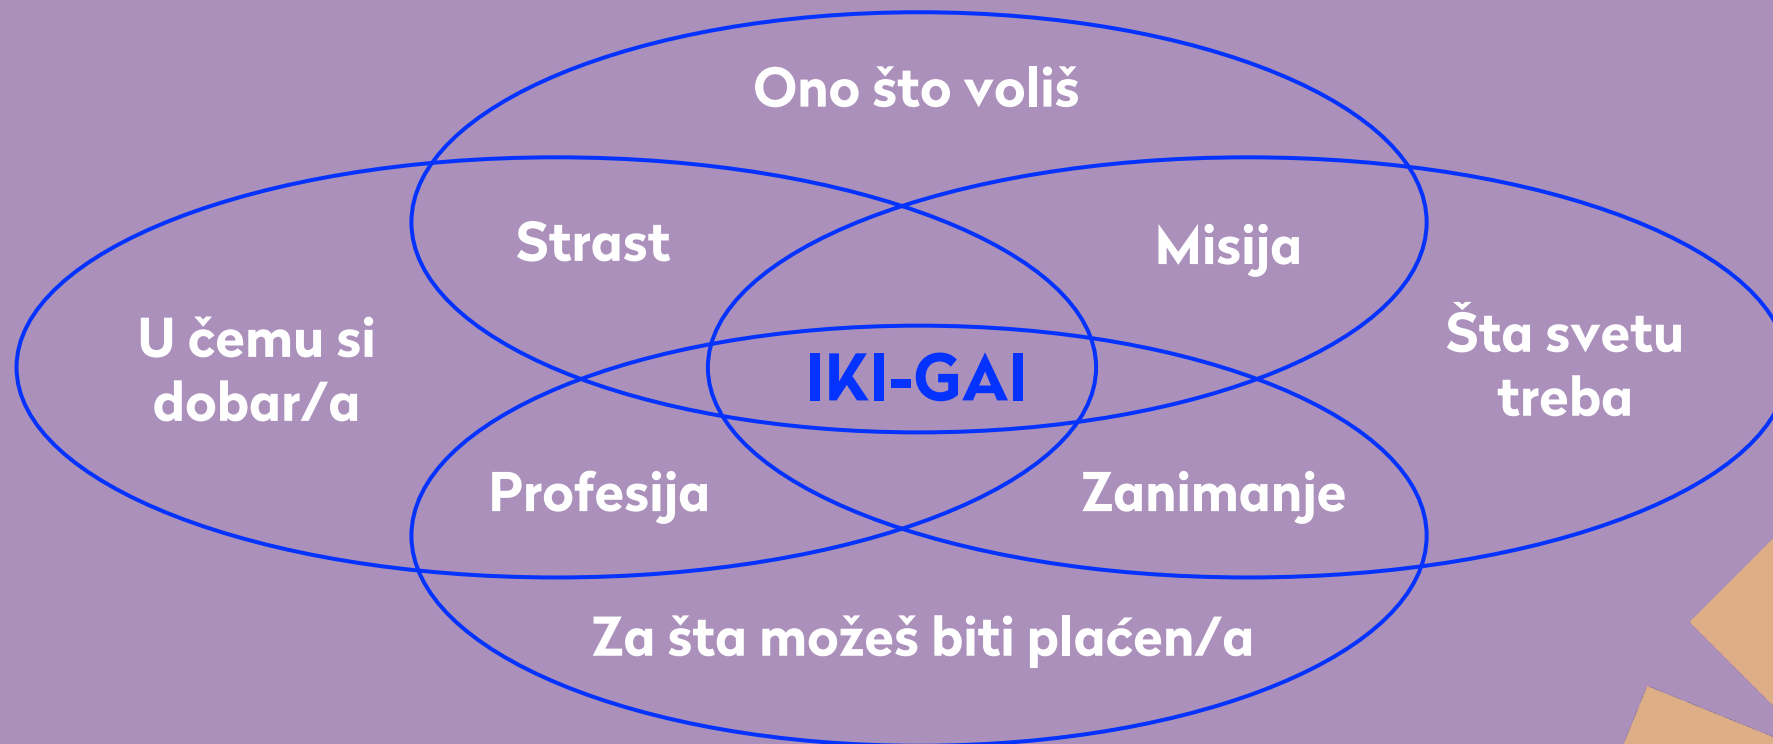 Ono što voliš
Strast
Misija
U čemu si
dobar/a
IKI-GAI
Šta svetu
treba
Profesija
Zanimanje
Za šta možeš biti plaćen/a